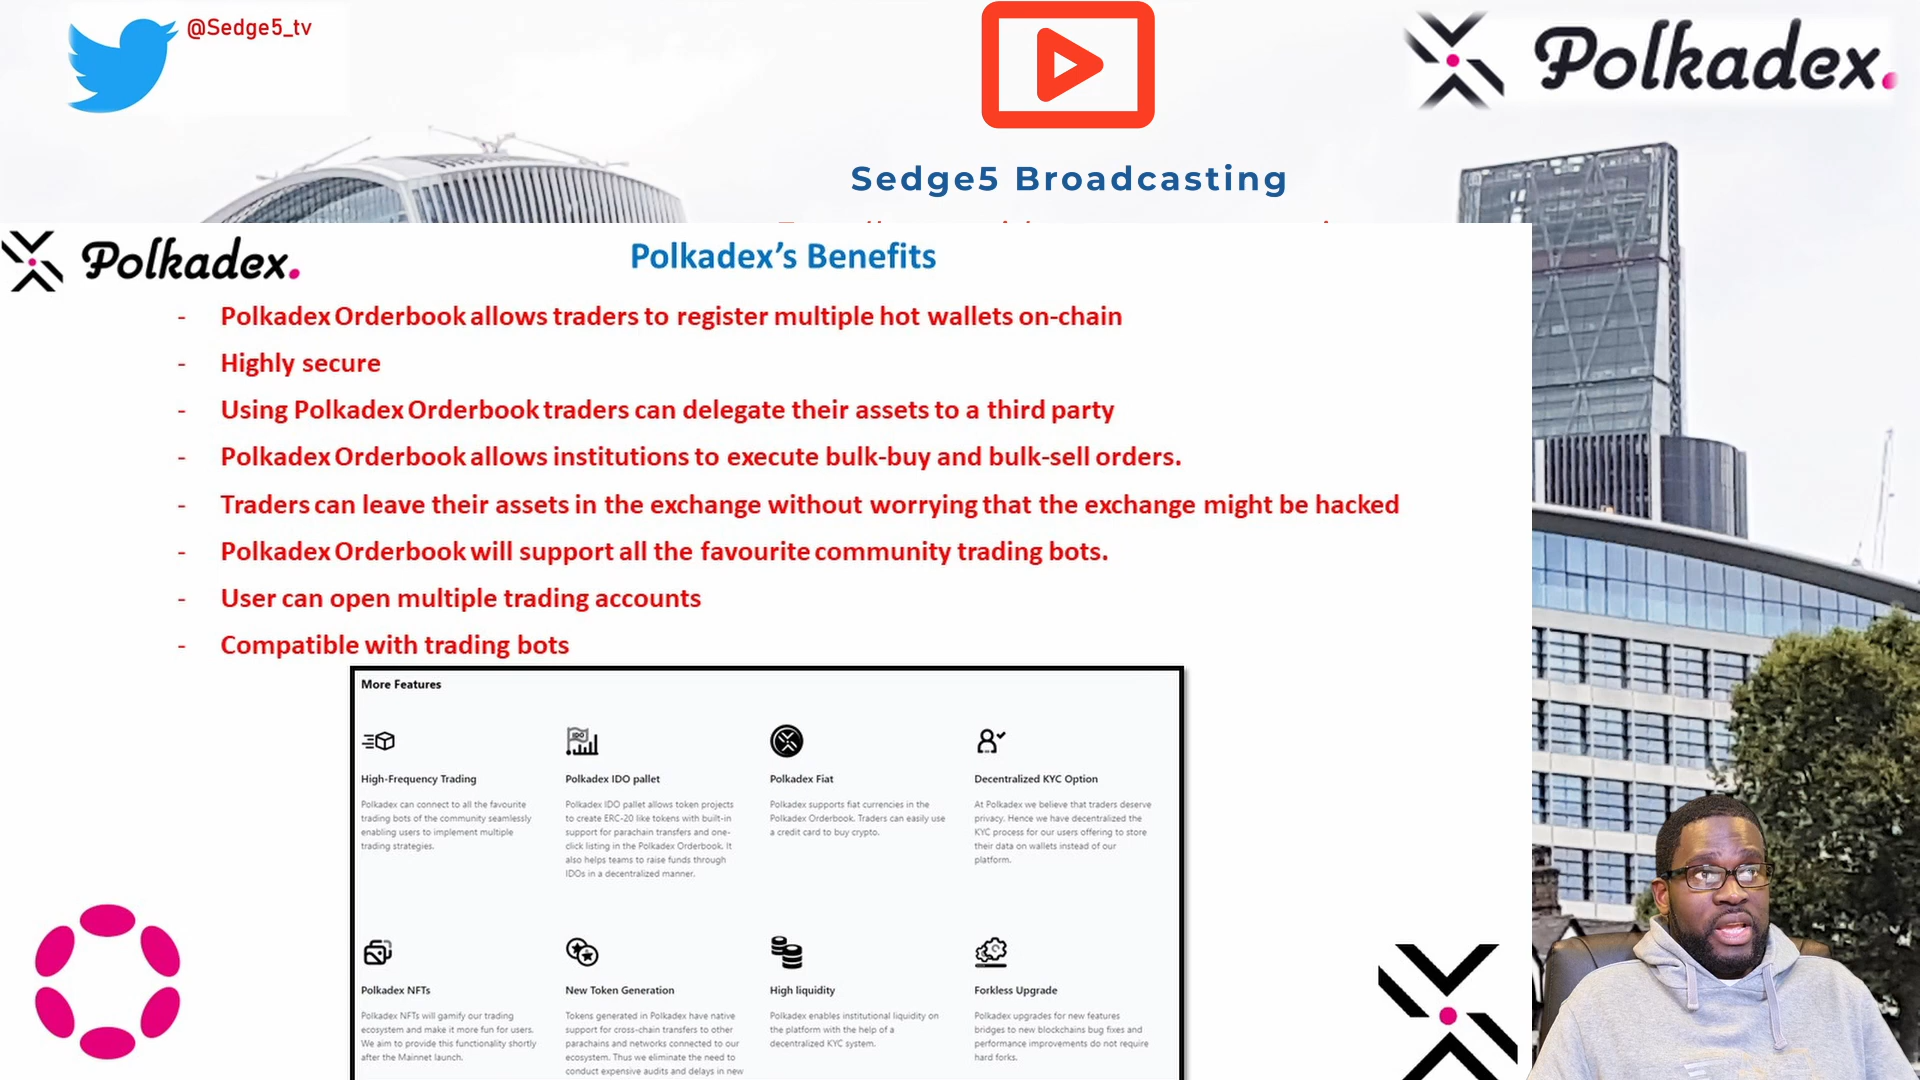 @Sedge5_tv
Polkadex.
Sedge5 Broadcasting
Polkadex.
Polkadex’s Benefits
- Polkadex Orderbook allows traders to register multiple hot wallets on-chain
- Highly secure
- Using Polkadex Orderbook traders can delegate their assets to a third party
- Polkadex Orderbook allows institutions to execute bulk-buy and bulk-sell orders.
- Traders can leave their assets in the exchange without worrying that the exchange might be hacked
- Polkadex Orderbook will support all the favourite community trading bots.
- User can open multiple trading accounts
- Compatible with trading bots
More Features
IDO
High-Frequency Trading
Polkadex can connect to all the favourite
trading bots of the community seamlessly
enabling users to implement multiple
trading strategies.
Polkadex IDO pallet
Polkadex IDO pallet allows token projects
to create ERC-20 like tokens with built-in
support for parachain transfers and one-
click listing in the Polkadex Orderbook. It
also helps teams to raise funds through
IDOs in a decentralized manner.
Polkadex Fiat
Polkadex supports fiat currencies in the
Polkadex Orderbook. Traders can easily use
a credit card to buy crypto.
Decentralized KYC Option
At Polkadex we believe that traders deserve
privacy. Hence we have decentralized the
KYC process for our users offering to store
their data on wallets instead of our
platform.
Polkadex NFTs
Polkadex NFTs will gamify our trading
ecosystem and make it more fun for users.
We aim to provide this functionality shortly
after the Mainnet launch.
New Token Generation
Tokens generated in Polkadex have native
support for cross-chain transfers to other
parachains and networks connected to our
ecosystem. Thus we eliminate the need to
conduct expensive audits and delays in new
High liquidity
Polkadex enables institutional liquidity on
the platform with the help of a
decentralized KYC system.
Forkless Upgrade
Polkadex upgrades for new features
bridges to new blockchains bug fixes and
performance improvements do not require
hard forks.